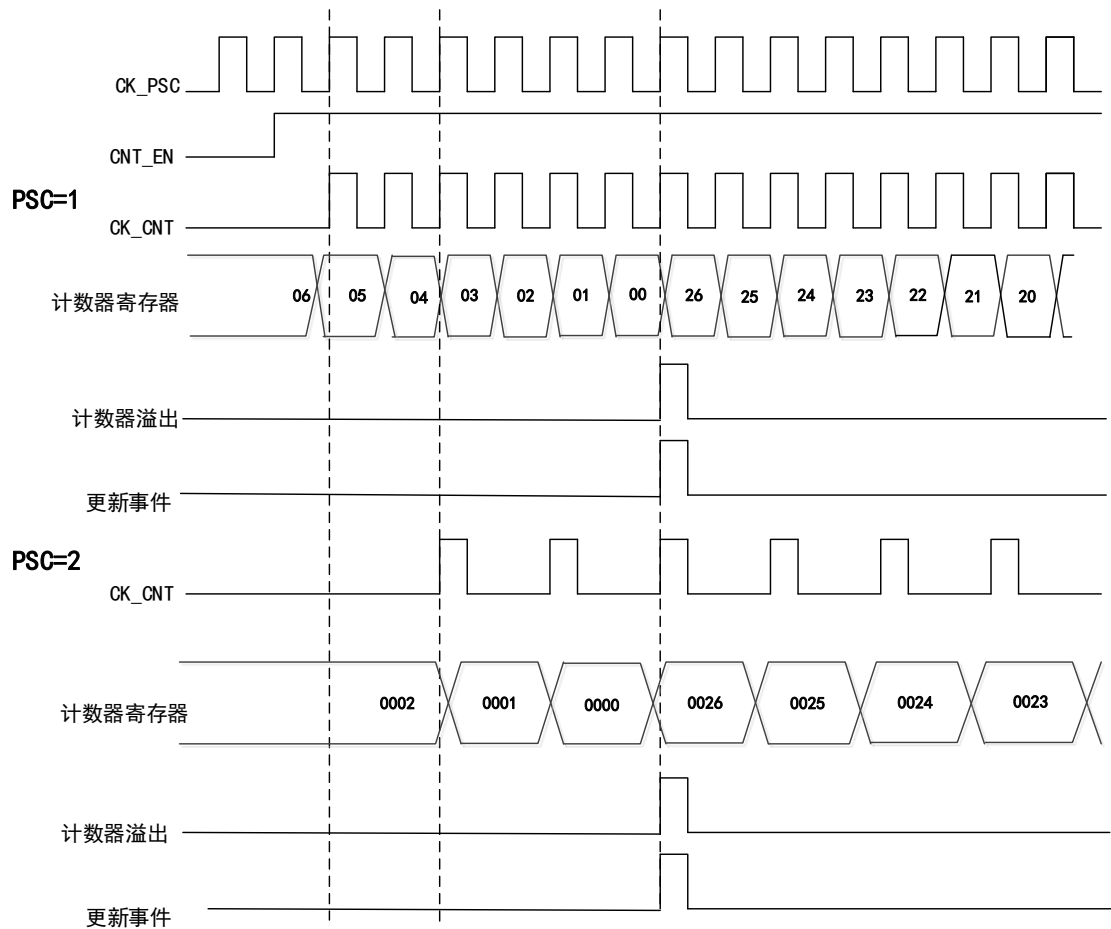 CK_PSC
CNT_EN
PSC=1
CK_CNT
计数器寄存器 06 05 04 03 02 01 00 26 25 24 23 22 21 20
计数器溢出
更新事件
PSC=2
CK_CNT
计数器寄存器 0002 0001 0000 0026 0025 0024 0023
计数器溢出
更新事件